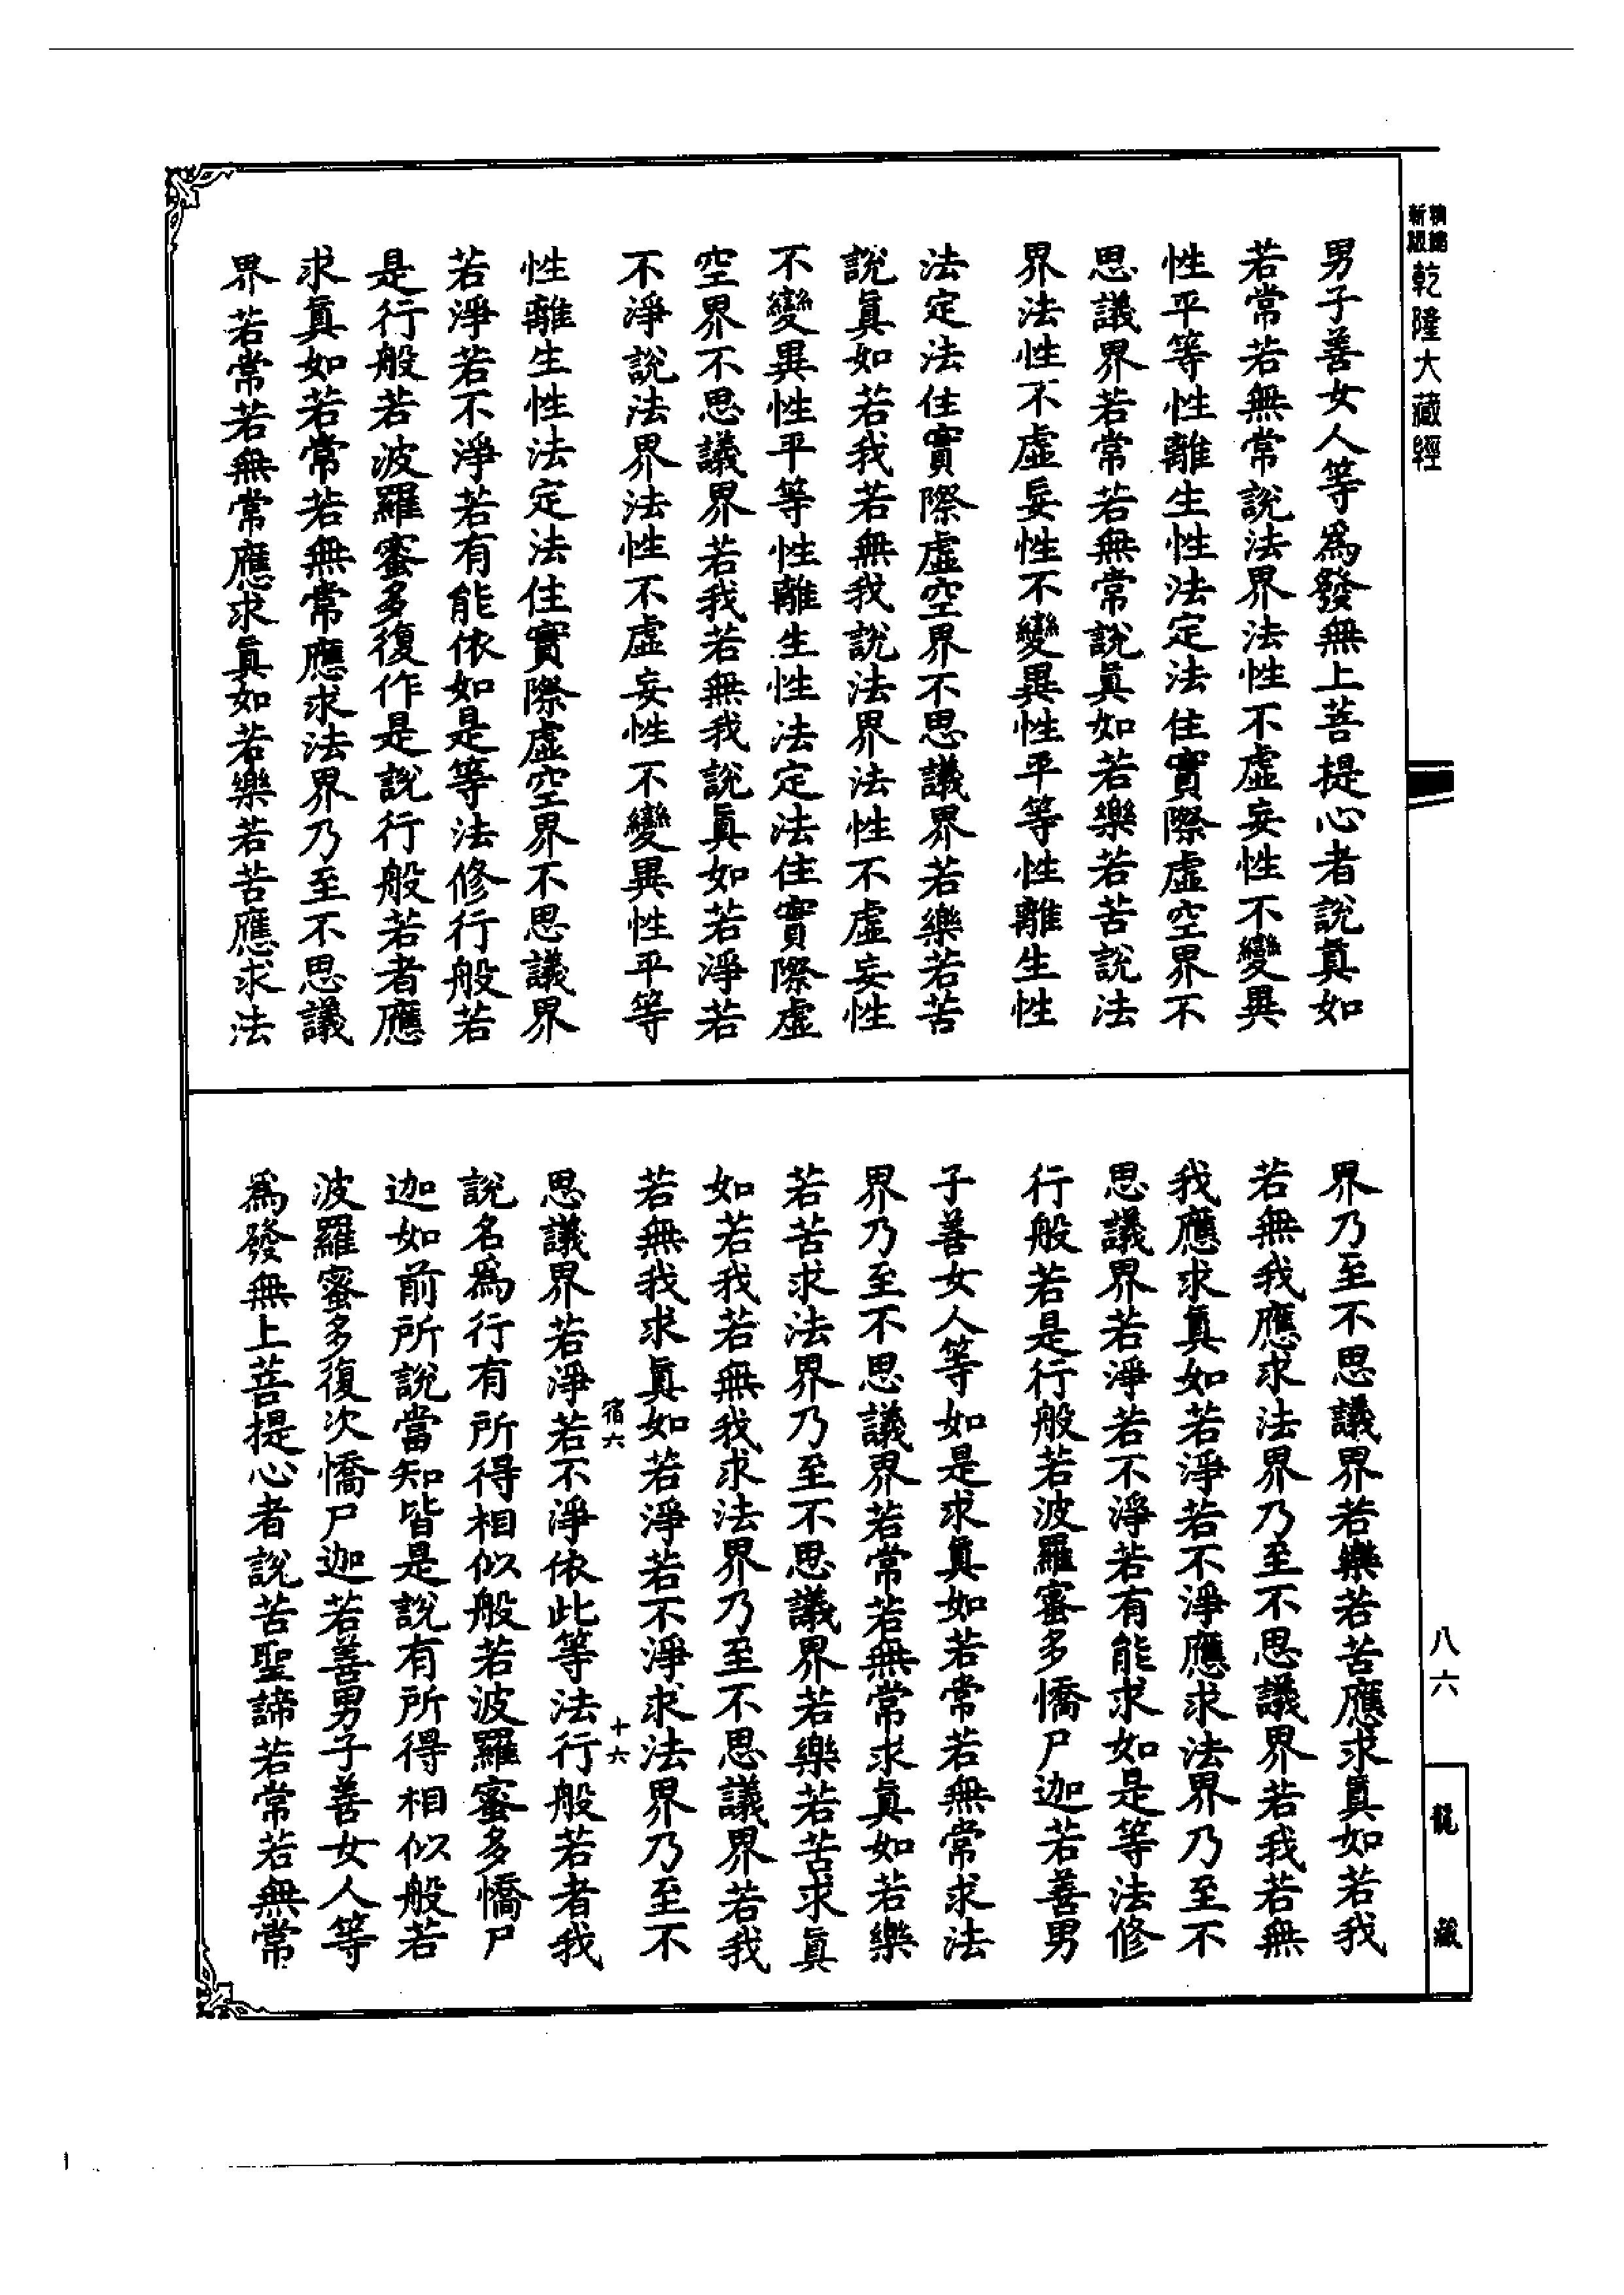 新版
精縮
乾隆大藏經
男子善女人等為發無上菩提心者說真如
若常若無常說法界法性不虛妄性不變異
性平等性離生性法定法住實際虛空界不
思議界若常若無常說真如若樂若苦說法
界法性不虛妄性不變異性平等性離生性
法定法住實際虛空界不思議界若樂若苦
說真如若我若無我說法界法性不虛妄性
不變異性平等性離生性法定法住實際虛
空界不思議界若我若無我說真如若淨若
不淨說法界法性不虛妄性不變異性平等
性離生性法定法住實際虛空界不思議界
若淨若不淨若有能依如是等法修行般若
是行般若波羅蜜多復作是說行般若者應
求真如若常若無常應求法界乃至不思議
界若常若無常應求真如若樂若苦應求法
界乃至不思議界若樂若苦應求真如若我
若無我應求法界乃至不思議界若我若無
我應求真如若淨若不淨應求法界乃至不
思議界若淨若不淨若有能求如是等法修
行般若是行般若波羅蜜多憍尸迦若善男
子善女人等如是求真如若常若無常求法
界乃至不思議界若常若無常求真如若樂
若苦求法界乃至不思議界若樂若苦求真
如若我若無我求法界乃至不思議界若我
若無我求真如若淨若不淨求法界乃至不
宿六
十六
思議界若淨若不淨依此等法行般若者我
說名為行有所得相似般若波羅蜜多憍尸
迦如前所說當知皆是說有所得相似般若
波羅蜜多復次憍尸迦若善男子善女人等
為發無上菩提心者說苦聖諦若常若無常
八六
龍藏